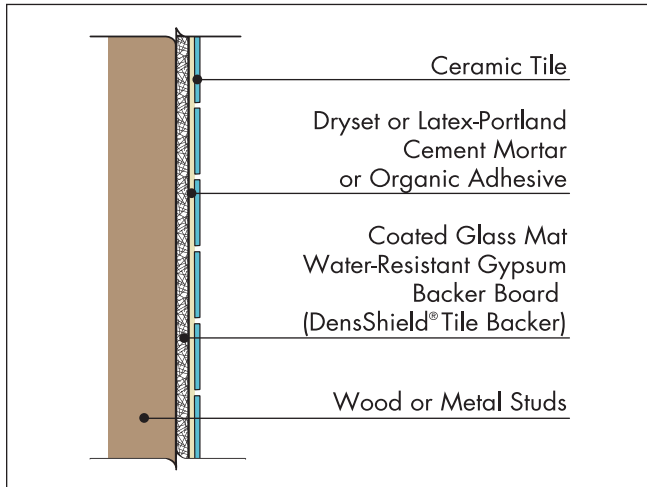 Ceramic Tile
Dryset or Latex-Portland
Cement Mortar
or Organic Adhesive
Coated Glass Mat
Water-Resistant Gypsum
Backer Board
(DensShield® Tile Backer)
Wood or Metal Studs